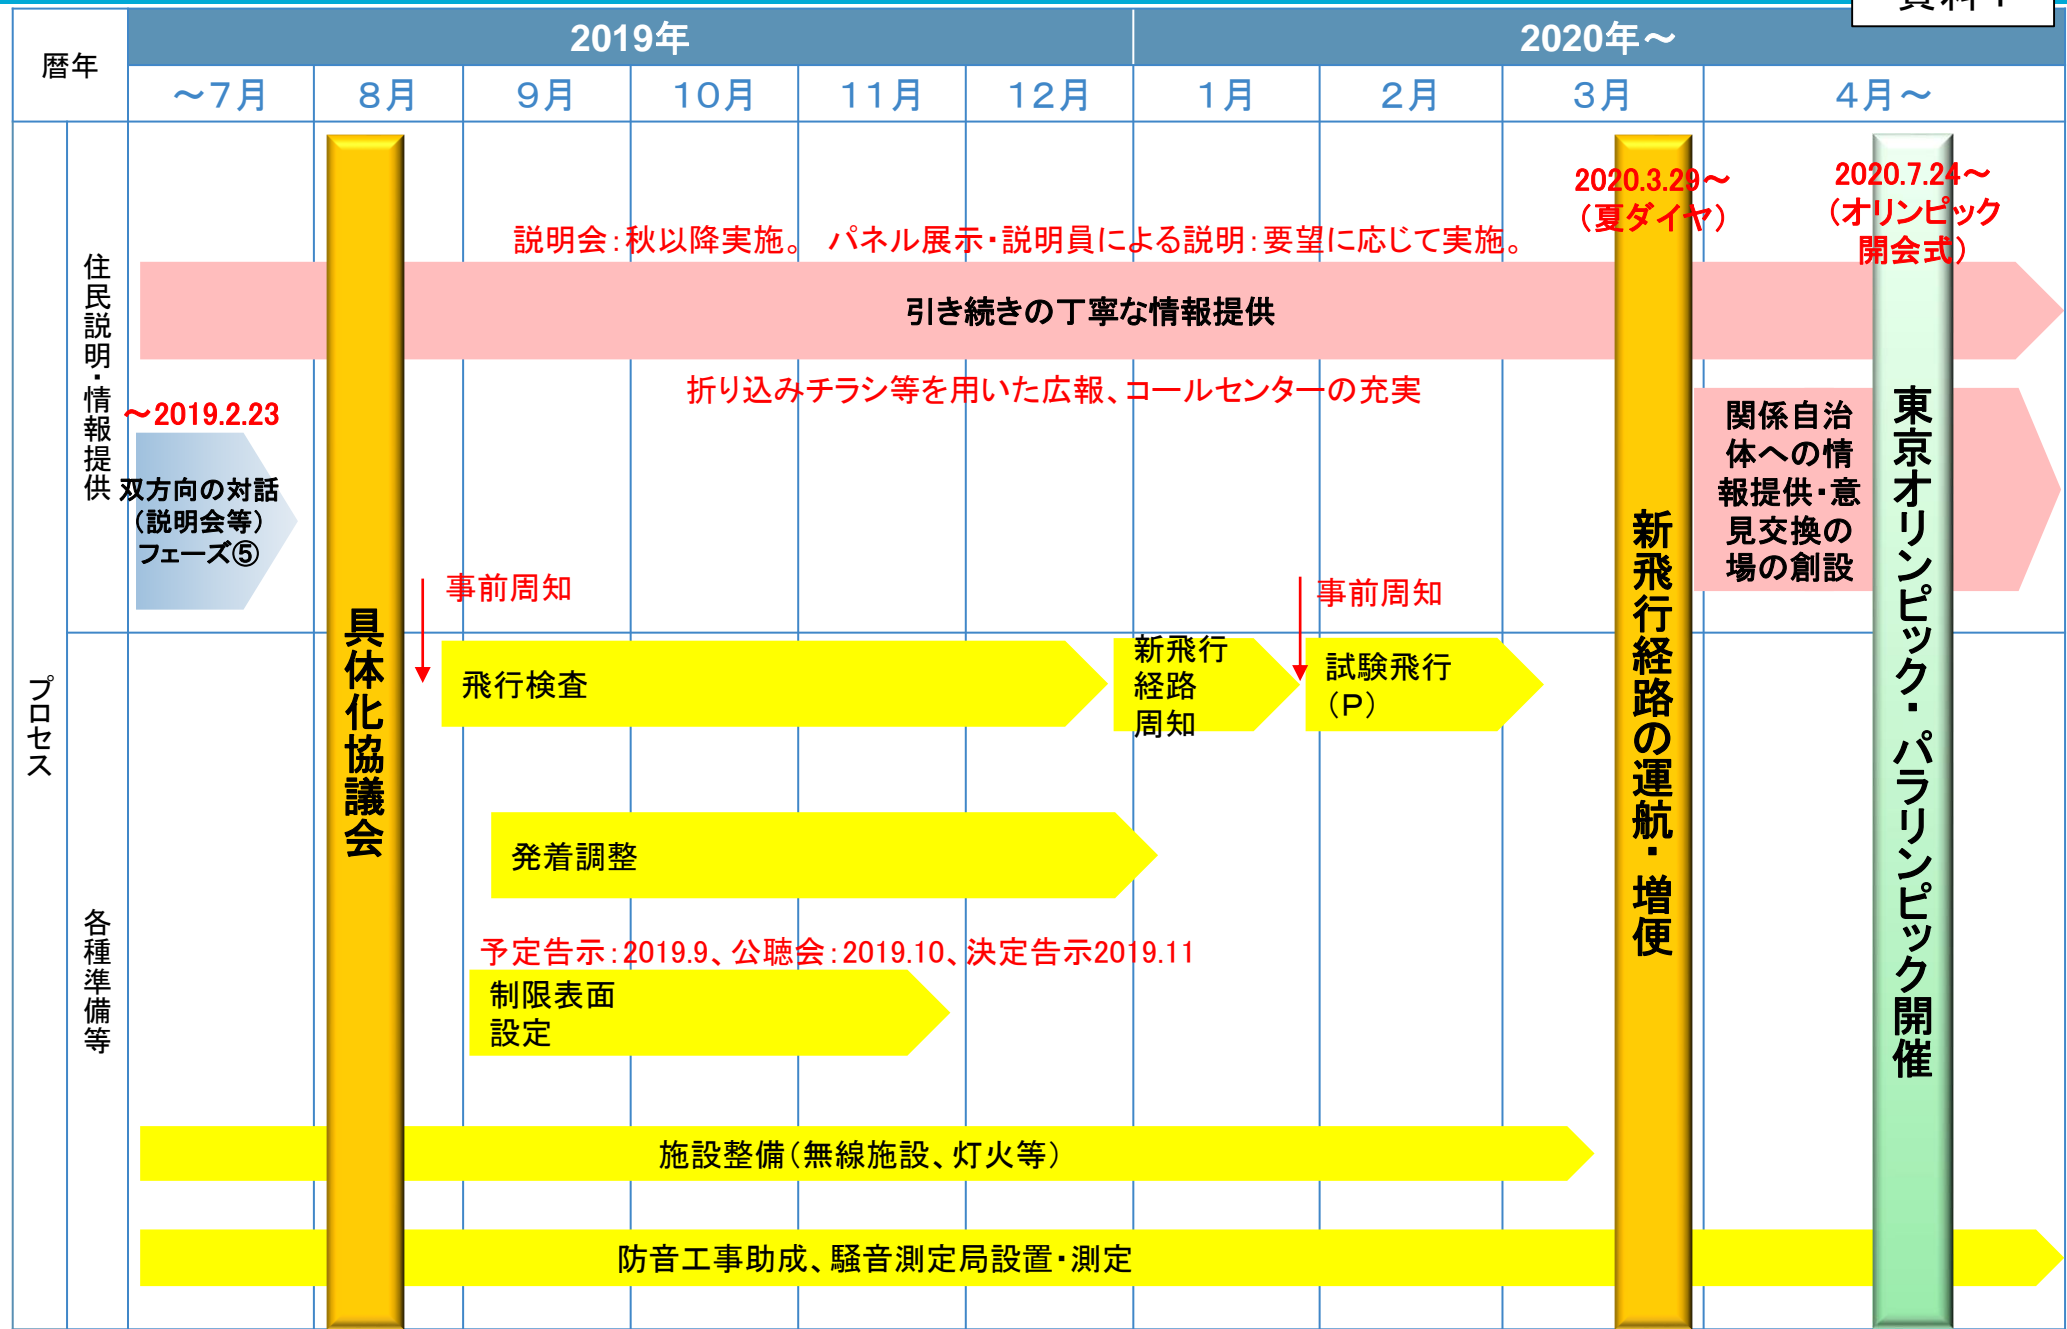 資料1
暦年
2019年
2020年～
～7月
8月
9月
10月
11月
12月
1月
2月
3月
4月～
プロセス
住民説明・情報提供
各種準備等
2020.3.29～
（夏ダイヤ）
2020.7.24～
（オリンピック
開会式）
説明会：秋以降実施。 パネル展示・説明員による説明：要望に応じて実施。
引き続きの丁寧な情報提供
折り込みチラシ等を用いた広報、コールセンターの充実
～2019.2.23
双方向の対話
（説明会等）
フェーズ⑤
関係自治
体への情
報提供・意
見交換の
場の創設
具体化協議会
新飛行経路の運航・増便
東京オリンピック・パラリンピック開催
事前周知
事前周知
飛行検査
新飛行
経路
周知
試験飛行
（P）
発着調整
予定告示：2019.9、公聴会：2019.10、決定告示2019.11
制限表面
設定
施設整備（無線施設、灯火等）
防音工事助成、騒音測定局設置・測定